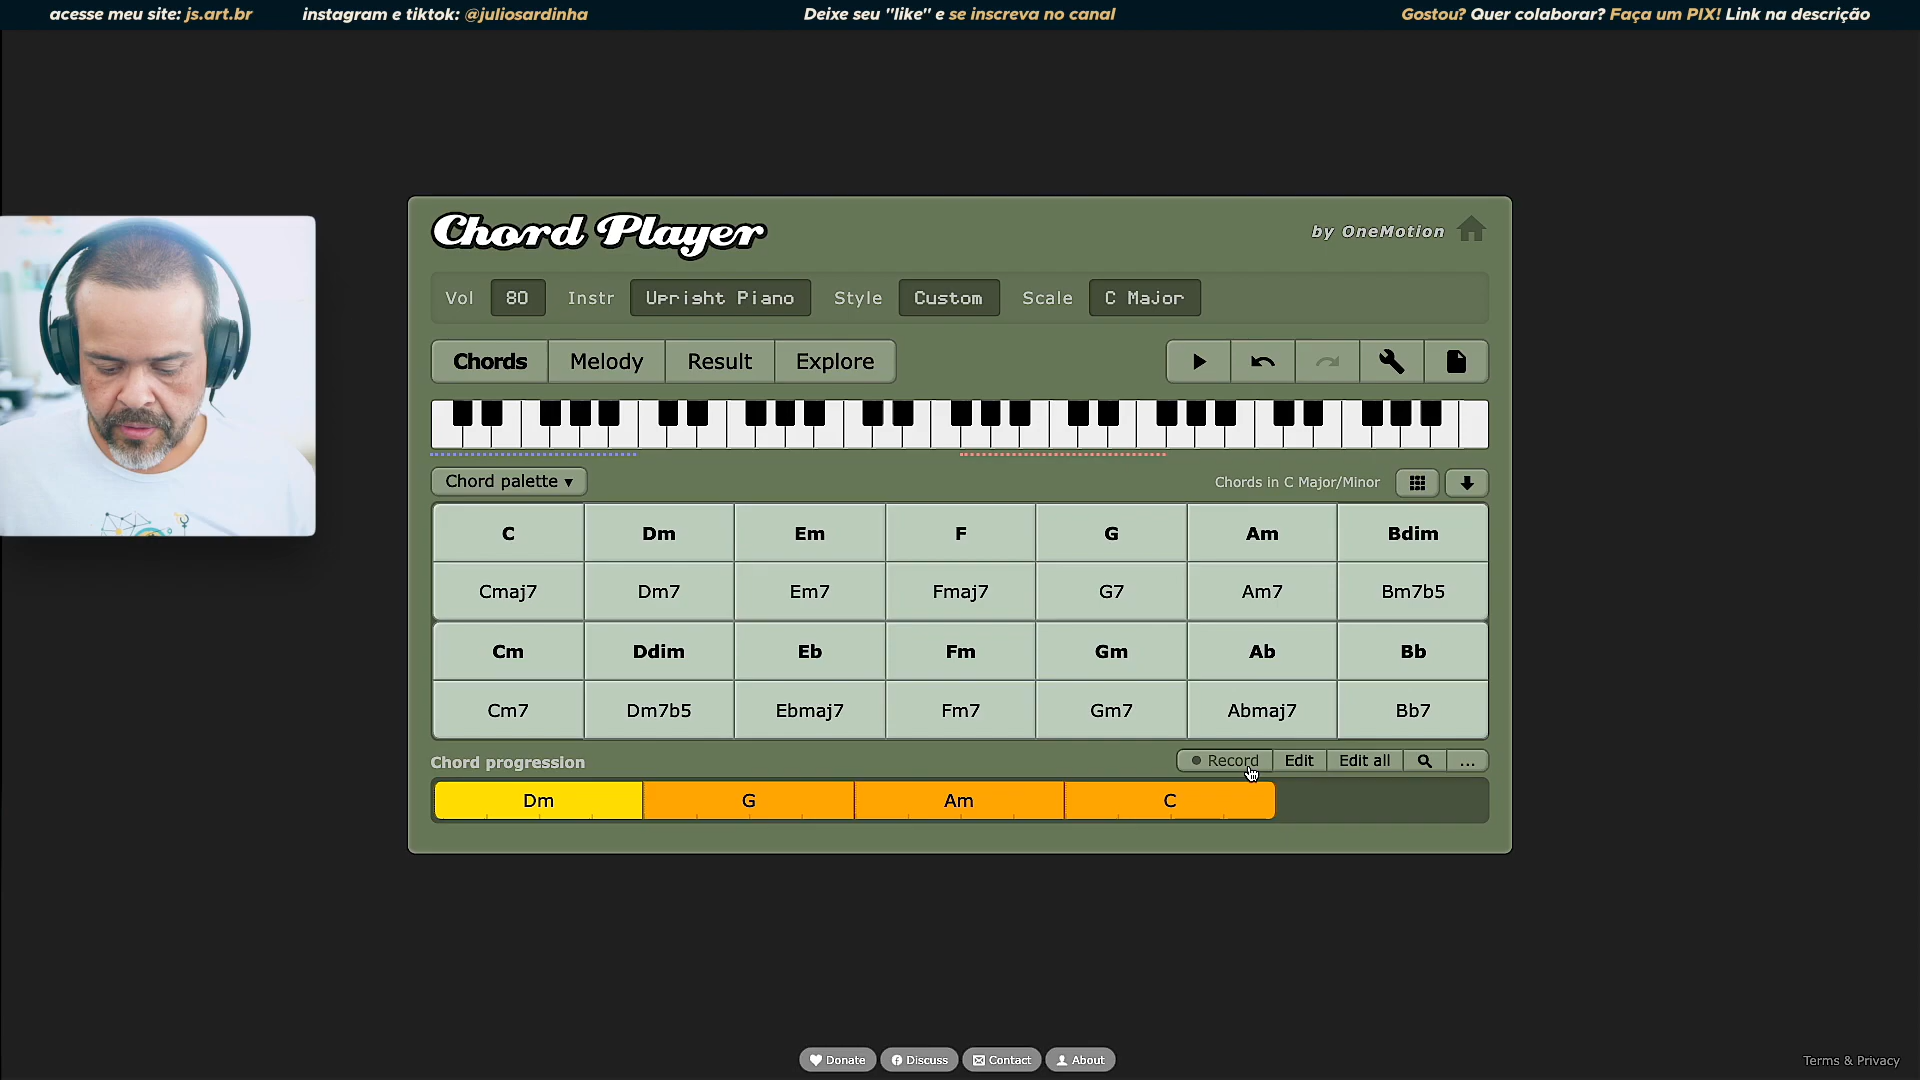 acesse meu site: js.art.br instagram e tiktok: @juliosardinha Deixe seu "like" e se inscreva no canal Gostou? Quer colaborar? Faça um PIX! Link na descrição
Chord Player by OneMotion
Vol 80 Instr Upright Piano Style Custom Scale C Major
Chords Melody Result Explore
Chord palette ▾ Chords in C Major/Minor
C Dm Em F G Am Bdim
Cmaj7 Dm7 Em7 Fmaj7 G7 Am7 Bm7b5
Cm Ddim Eb Fm Gm Ab Bb
Cm7 Dm7b5 Ebmaj7 Fm7 Gm7 Abmaj7 Bb7
Chord progression Record Edit Edit all ...
Dm G Am C
Donate Discuss Contact About Terms & Privacy